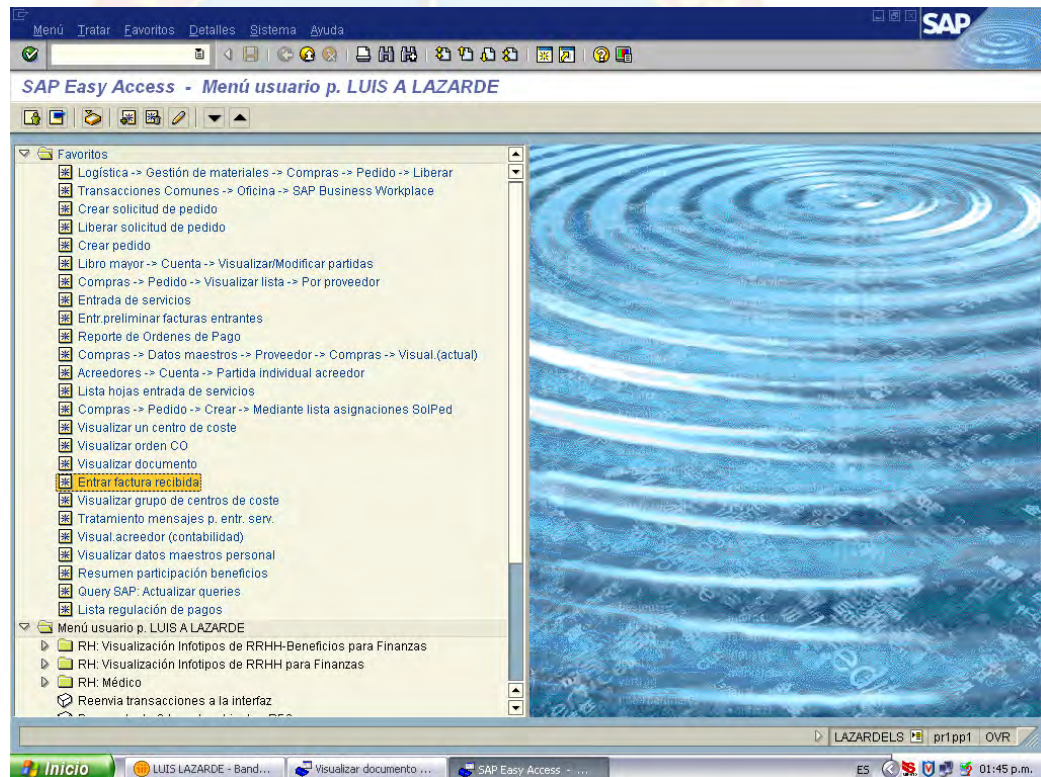 Menú Tratar Favoritos Detalles Sistema Ayuda
SAP
SAP Easy Access - Menú usuario p. LUIS A LAZARDE
Favoritos
Logística -> Gestión de materiales -> Compras -> Pedido -> Liberar
Transacciones Comunes -> Oficina -> SAP Business Workplace
Crear solicitud de pedido
Liberar solicitud de pedido
Crear pedido
Libro mayor -> Cuenta -> Visualizar/Modificar partidas
Compras -> Pedido -> Visualizar lista -> Por proveedor
Entrada de servicios
Entr.preliminar facturas entrantes
Reporte de Ordenes de Pago
Compras -> Datos maestros -> Proveedor -> Compras -> Visual.(actual)
Acreedores -> Cuenta -> Partida individual acreedor
Lista hojas entrada de servicios
Compras -> Pedido -> Crear -> Mediante lista asignaciones SolPed
Visualizar un centro de coste
Visualizar orden CO
Visualizar documento
Entrar factura recibida
Visualizar grupo de centros de coste
Tratamiento mensajes p. entr. serv.
Visual.acreedor (contabilidad)
Visualizar datos maestros personal
Resumen participación beneficios
Query SAP: Actualizar queries
Lista regulación de pagos
Menú usuario p. LUIS A LAZARDE
RH: Visualización Infotipos de RRHH-Beneficios para Finanzas
RH: Visualización Infotipos de RRHH para Finanzas
RH: Médico
Reenvia transacciones a la interfaz
LAZARDELS pr1pp1 OVR
Inicio LUIS LAZARDE - Band... Visualizar documento ... SAP Easy Access - ... ES 01:45 p.m.